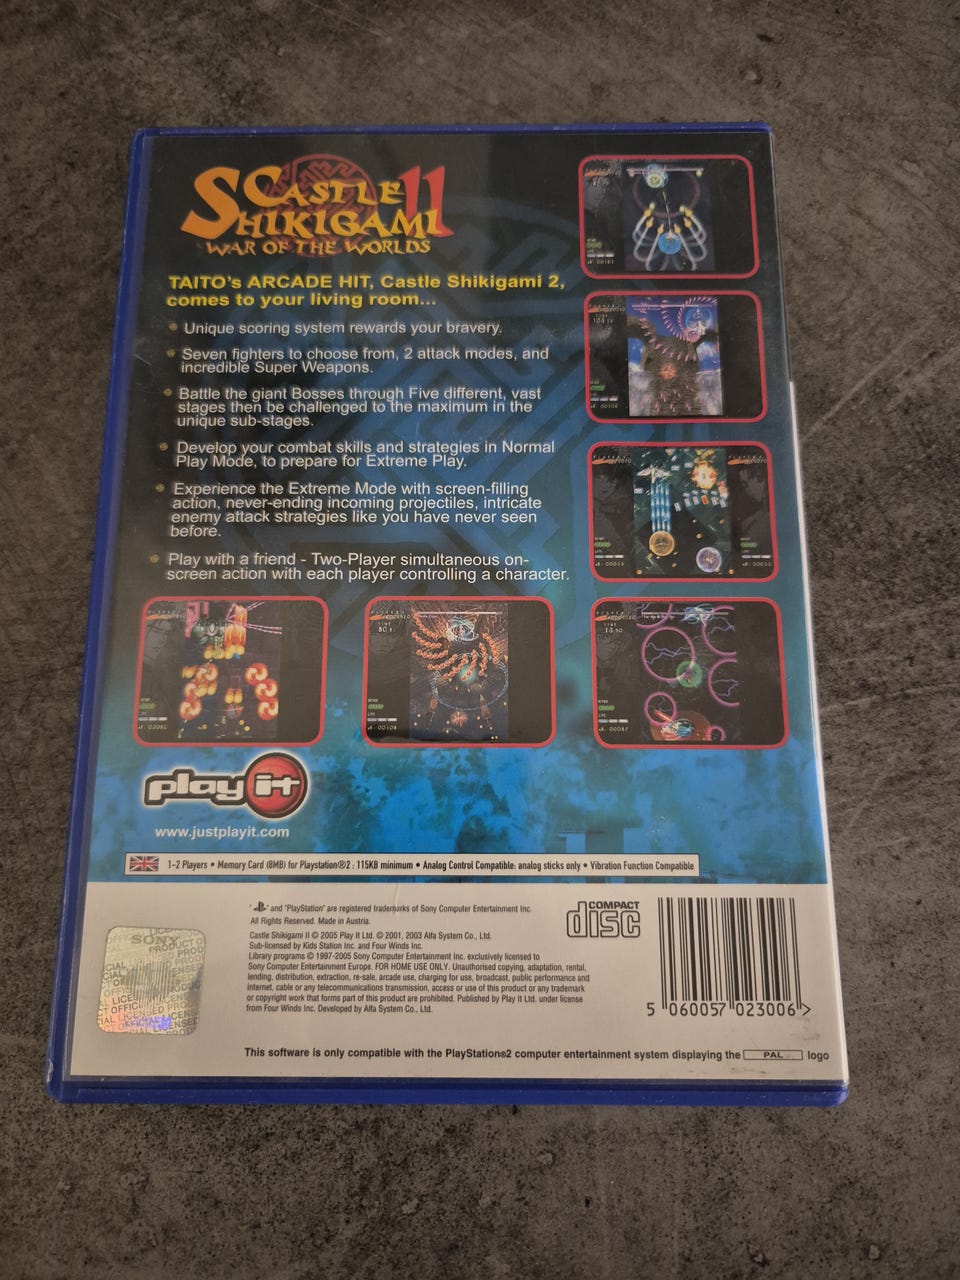 CASTLE
SHIKIGAMI II
WAR OF THE WORLDS
TAITO's ARCADE HIT, Castle Shikigami 2,
comes to your living room...
Unique scoring system rewards your bravery.
Seven fighters to choose from, 2 attack modes, and
incredible Super Weapons.
Battle the giant Bosses through Five different, vast
stages then be challenged to the maximum in the
unique sub-stages.
Develop your combat skills and strategies in Normal
Play Mode, to prepare for Extreme Play.
Experience the Extreme Mode with screen-filling
action, never-ending incoming projectiles, intricate
enemy attack strategies like you have never seen
before.
Play with a friend - Two-Player simultaneous on-
screen action with each player controlling a character.
play it
www.justplayit.com
1-2 Players • Memory Card (8MB) for Playstation®2 : 115KB minimum • Analog Control Compatible: analog sticks only • Vibration Function Compatible
" " and "PlayStation" are registered trademarks of Sony Computer Entertainment Inc.
All Rights Reserved. Made in Austria.
Castle Shikigami II © 2005 Play It Ltd. © 2001, 2003 Alfa System Co., Ltd.
Sub-licensed by Kids Station Inc. and Four Winds Inc.
Library programs © 1997-2005 Sony Computer Entertainment Inc. exclusively licensed to
Sony Computer Entertainment Europe. FOR HOME USE ONLY. Unauthorised copying, adaptation, rental,
lending, distribution, extraction, re-sale, arcade use, charging for use, broadcast, public performance and
internet, cable or any telecommunications transmission, access or use of this product or any trademark
or copyright work that forms part of this product are prohibited. Published by Play It Ltd. under license
from Four Winds Inc. Developed by Alfa System Co., Ltd.
COMPACT
disc
5 060057 023006 >
SONY
This software is only compatible with the PlayStation®2 computer entertainment system displaying the PAL logo